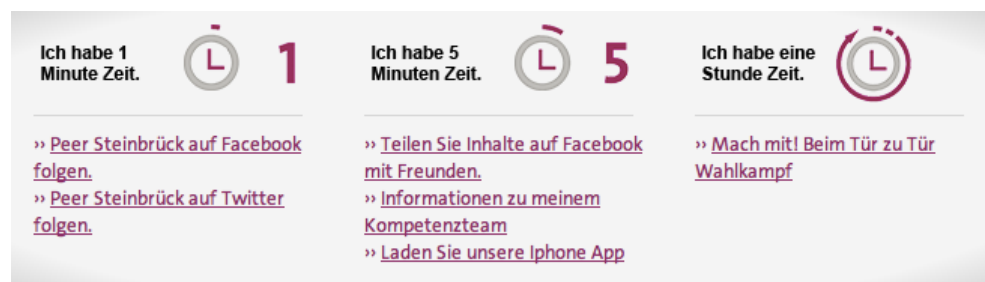 Ich habe 1
Minute Zeit.
1
›› Peer Steinbrück auf Facebook
folgen.
›› Peer Steinbrück auf Twitter
folgen.
Ich habe 5
Minuten Zeit.
5
›› Teilen Sie Inhalte auf Facebook
mit Freunden.
›› Informationen zu meinem
Kompetenzteam
›› Laden Sie unsere Iphone App
Ich habe eine
Stunde Zeit.
›› Mach mit! Beim Tür zu Tür
Wahlkampf